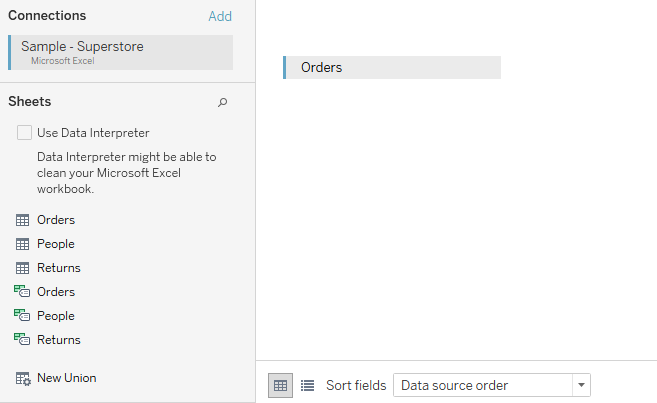 Connections Add
Sample - Superstore
Microsoft Excel
Sheets
Use Data Interpreter
Data Interpreter might be able to
clean your Microsoft Excel
workbook.
Orders
People
Returns
Orders
People
Returns
New Union
Orders
Sort fields Data source order